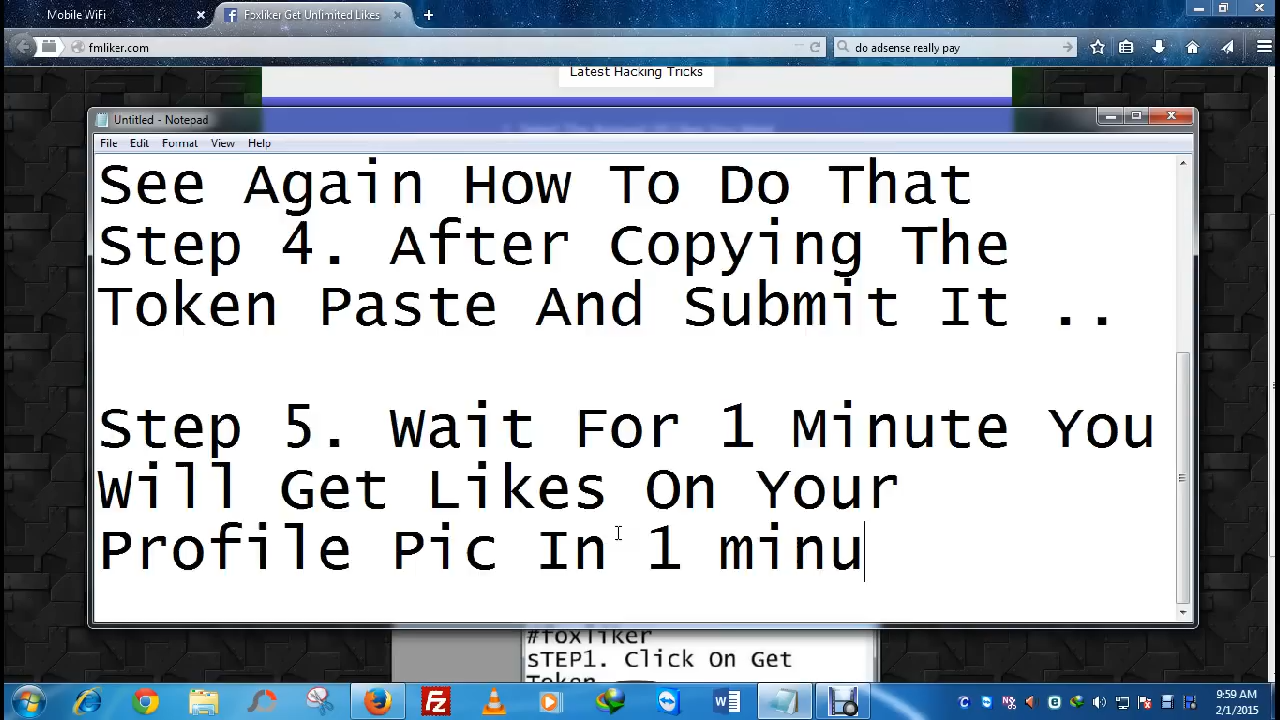 Mobile WiFi
Foxliker Get Unlimited Likes
fmliker.com
do adsense really pay
Latest Hacking Tricks
Untitled - Notepad
File Edit Format View Help
See Again How To Do That
Step 4. After Copying The
Token Paste And Submit It ..
Step 5. Wait For 1 Minute You
Will Get Likes On Your
Profile Pic In 1 minu
#foxliker
sTEP1. Click On Get
Token
9:59 AM
2/1/2015